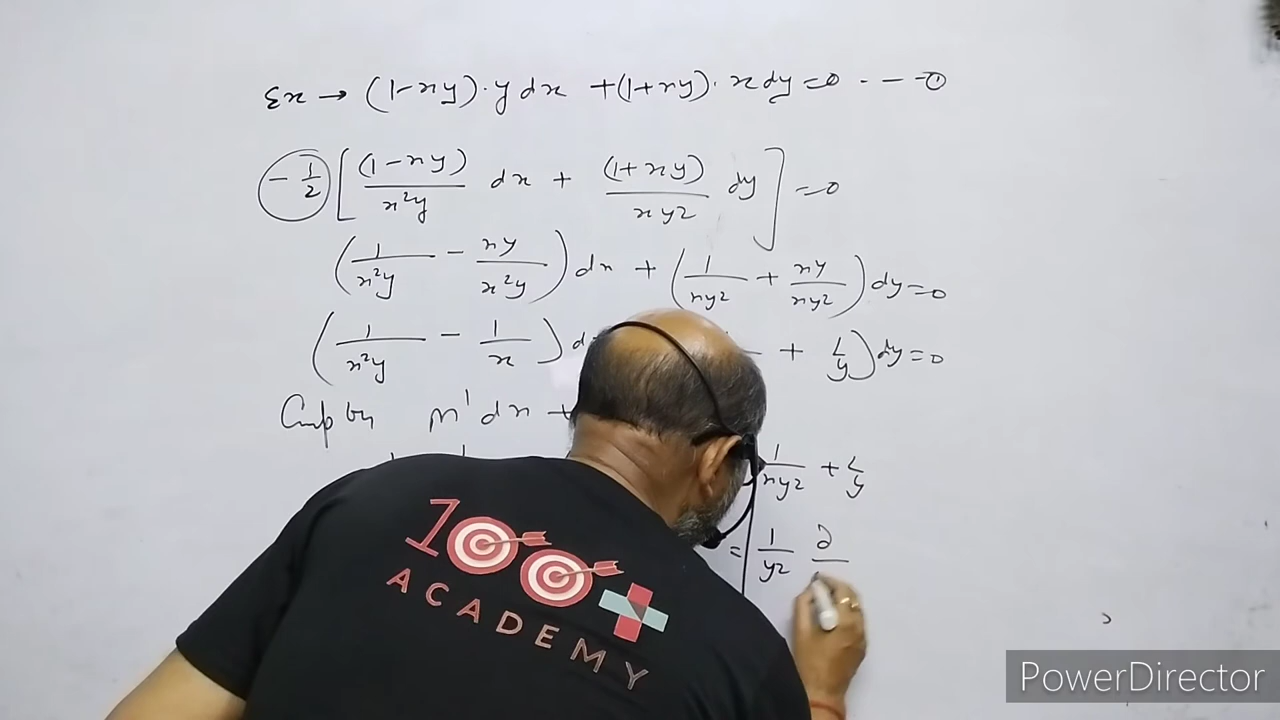 Ex → (1-xy)·y dx + (1+xy)·x dy = 0 - - - ①
- 1/2 [ (1-xy)/x²y dx + (1+xy)/xy2 dy ] = 0
( 1/x²y - xy/x²y ) dx + ( 1/xy2 + xy/xy2 ) dy = 0
( 1/x²y - 1/x ) d + 1/y ) dy = 0
M' dx +
1/xy2 + 1/y
= 1/y2 ∂
100+
ACADEMY
PowerDirector